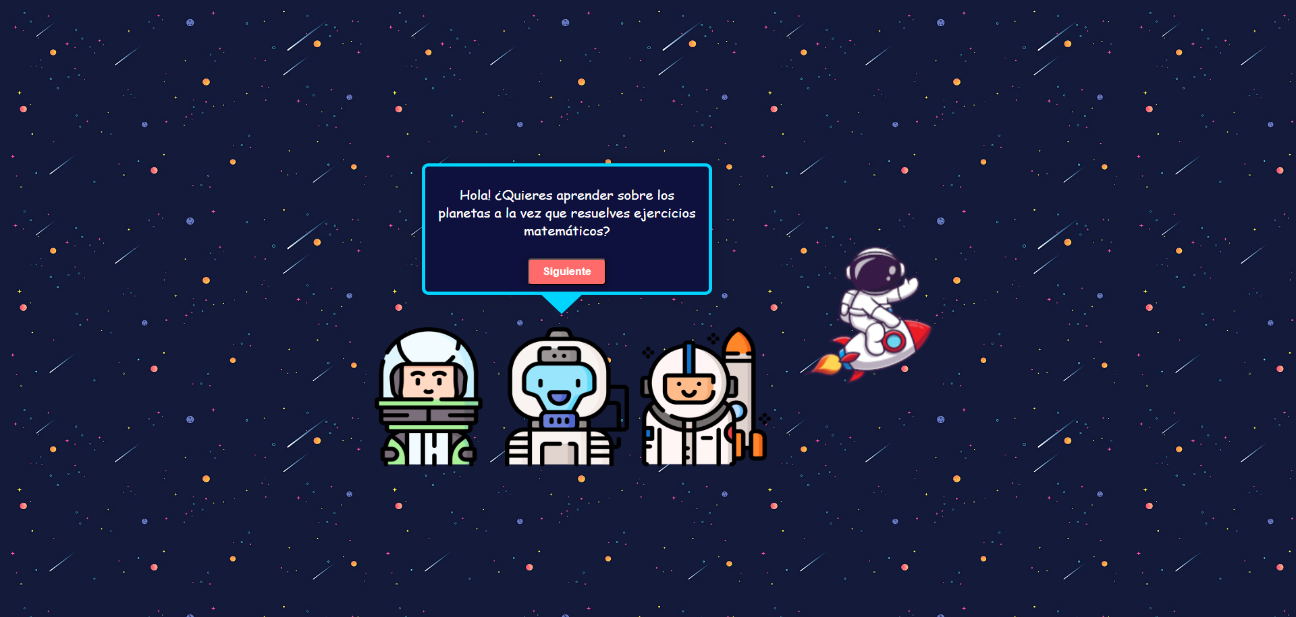 Hola! ¿Quieres aprender sobre los
planetas a la vez que resuelves ejercicios
matemáticos?
Siguiente